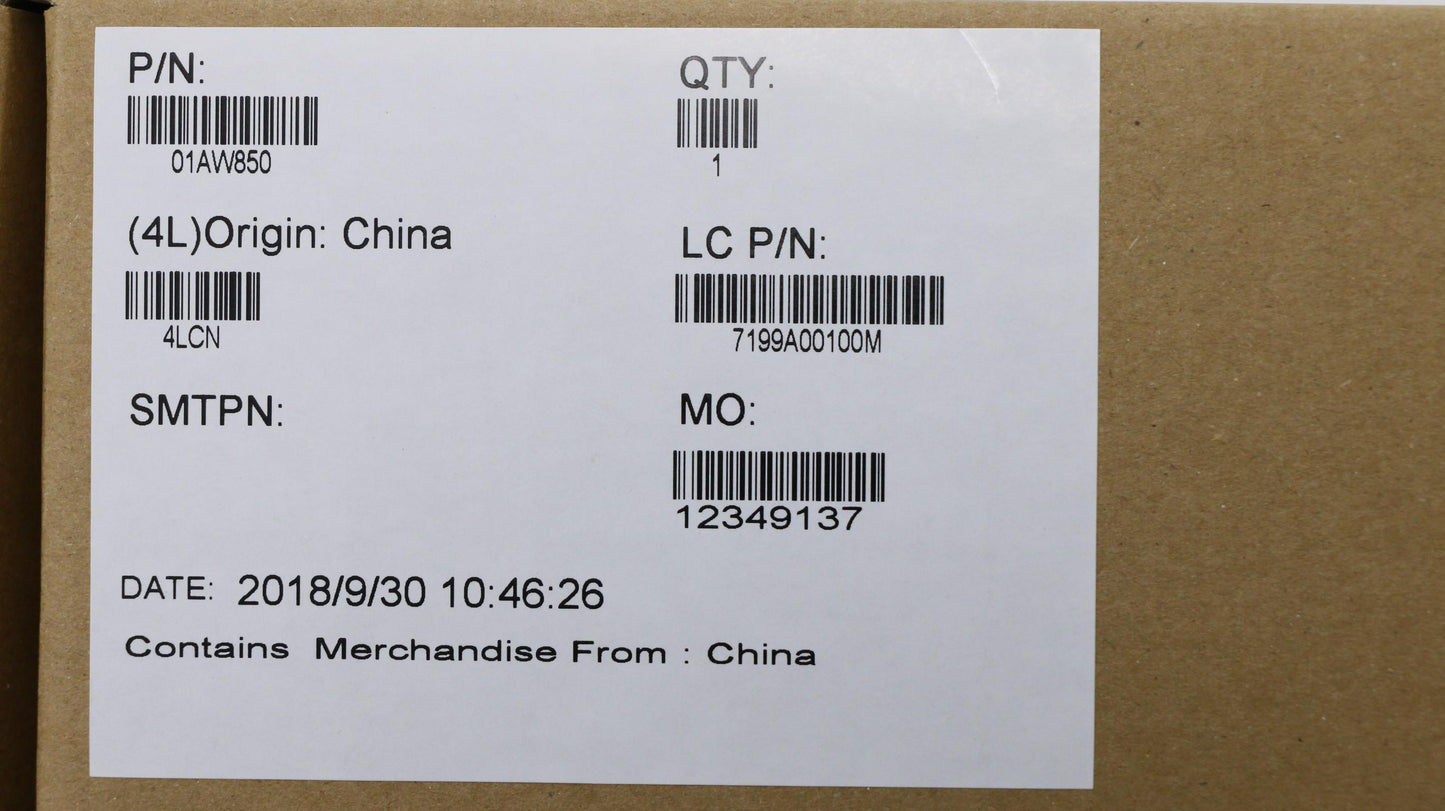 P/N:
01AW850
QTY:
1
(4L)Origin: China
4LCN
LC P/N:
7199A00100M
SMTPN:
MO:
12349137
DATE: 2018/9/30 10:46:26
Contains Merchandise From : China